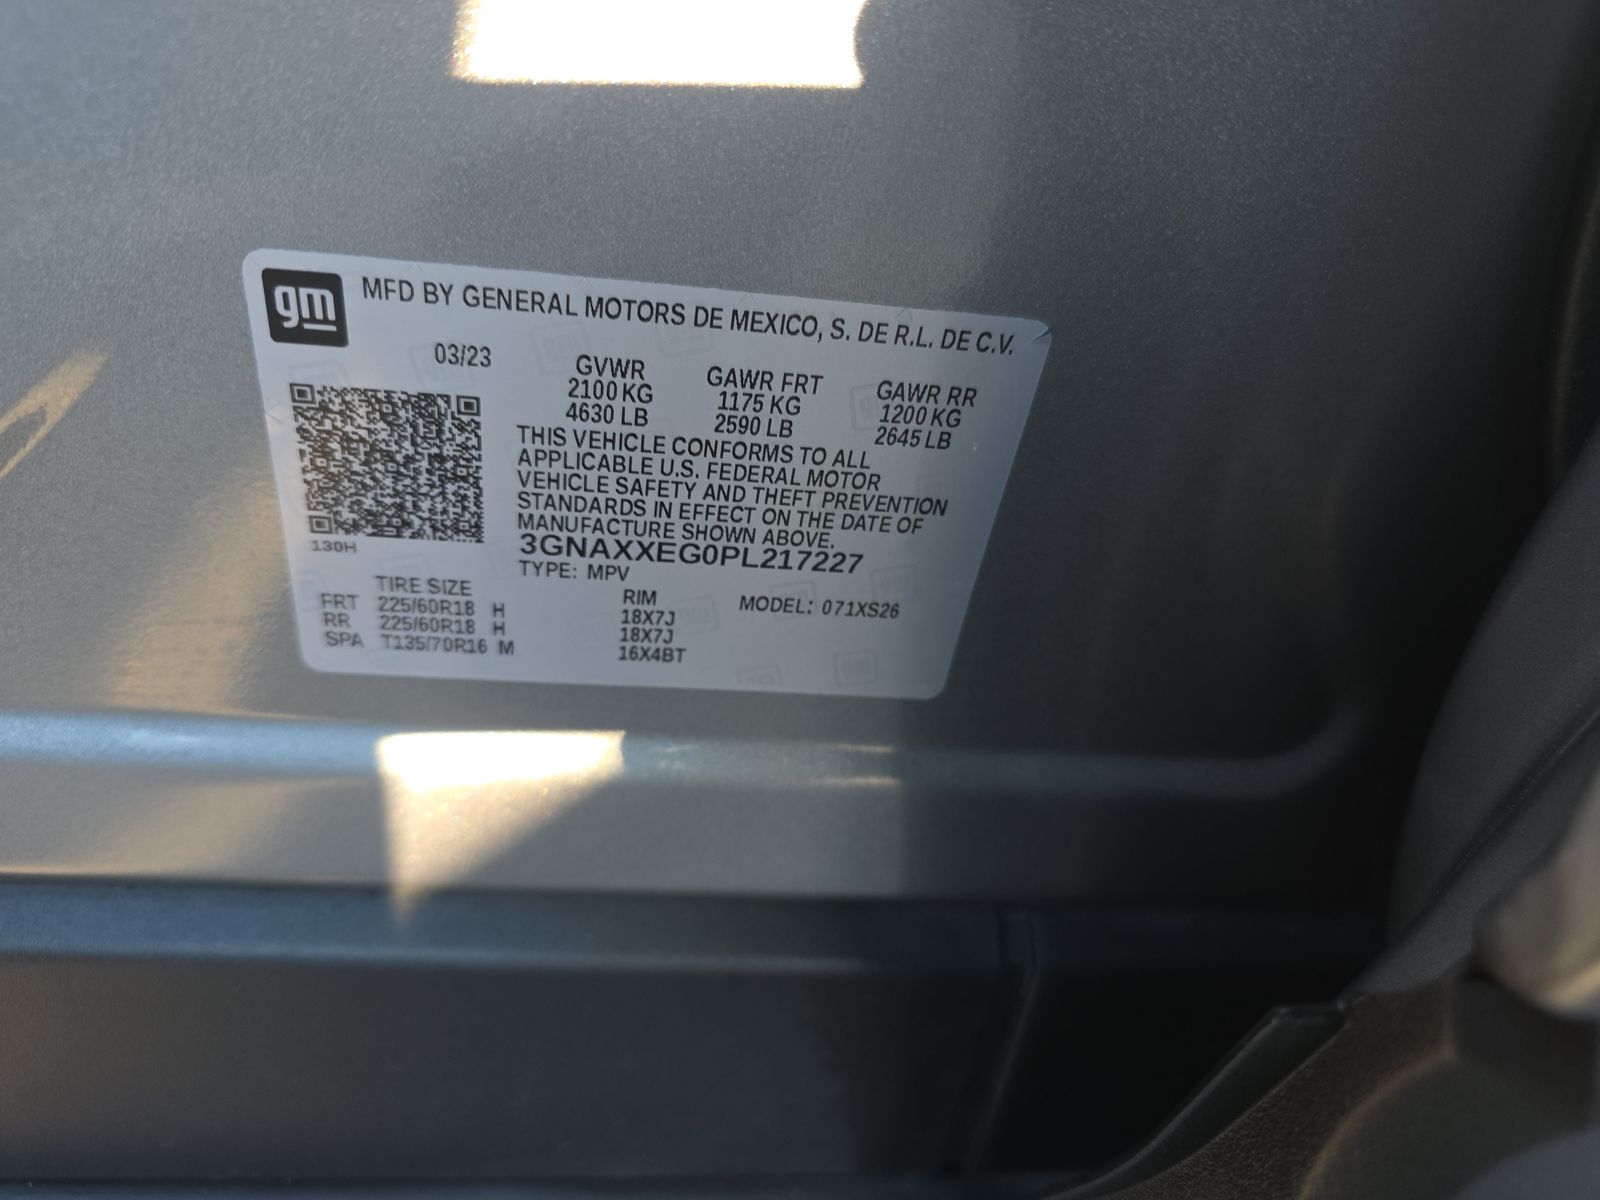 gm
MFD BY GENERAL MOTORS DE MEXICO, S. DE R.L. DE C.V.
03/23
GVWR GAWR FRT GAWR RR
2100 KG 1175 KG 1200 KG
4630 LB 2590 LB 2645 LB
THIS VEHICLE CONFORMS TO ALL
APPLICABLE U.S. FEDERAL MOTOR
VEHICLE SAFETY AND THEFT PREVENTION
STANDARDS IN EFFECT ON THE DATE OF
MANUFACTURE SHOWN ABOVE.
130H
3GNAXXEG0PL217227
TYPE: MPV
TIRE SIZE RIM MODEL: 071XS26
FRT 225/60R18 H 18X7J
RR 225/60R18 H 18X7J
SPA T135/70R16 M 16X4BT